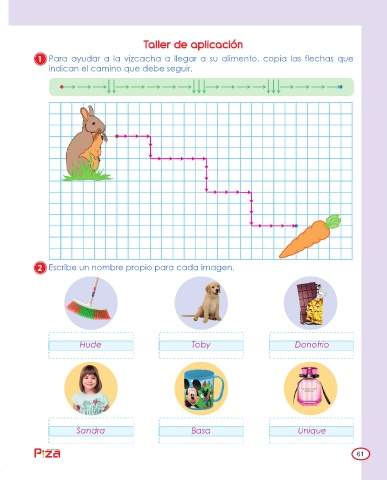 Taller de aplicación
1 Para ayudar a la vizcacha a llegar a su alimento, copia las flechas que
indican el camino que debe seguir.
2 Escribe un nombre propio para cada imagen.
Hude Toby Donofrio
Sandra Basa Unique
Pïza
61